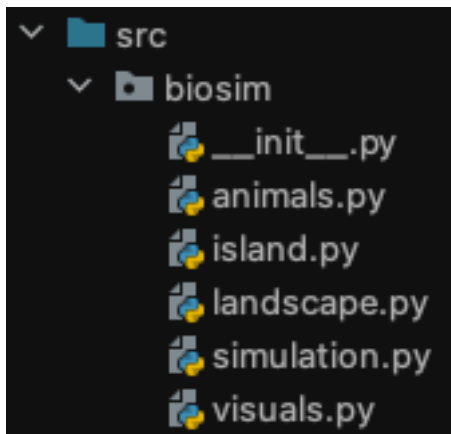 src
biosim
__init__.py
animals.py
island.py
landscape.py
simulation.py
visuals.py